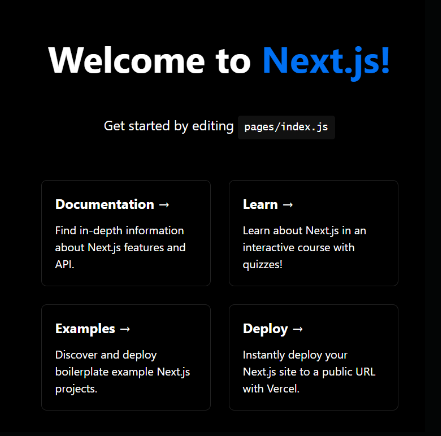 Welcome to Next.js!
Get started by editing pages/index.js
Documentation →
Find in-depth information
about Next.js features and
API.
Learn →
Learn about Next.js in an
interactive course with
quizzes!
Examples →
Discover and deploy
boilerplate example Next.js
projects.
Deploy →
Instantly deploy your
Next.js site to a public URL
with Vercel.